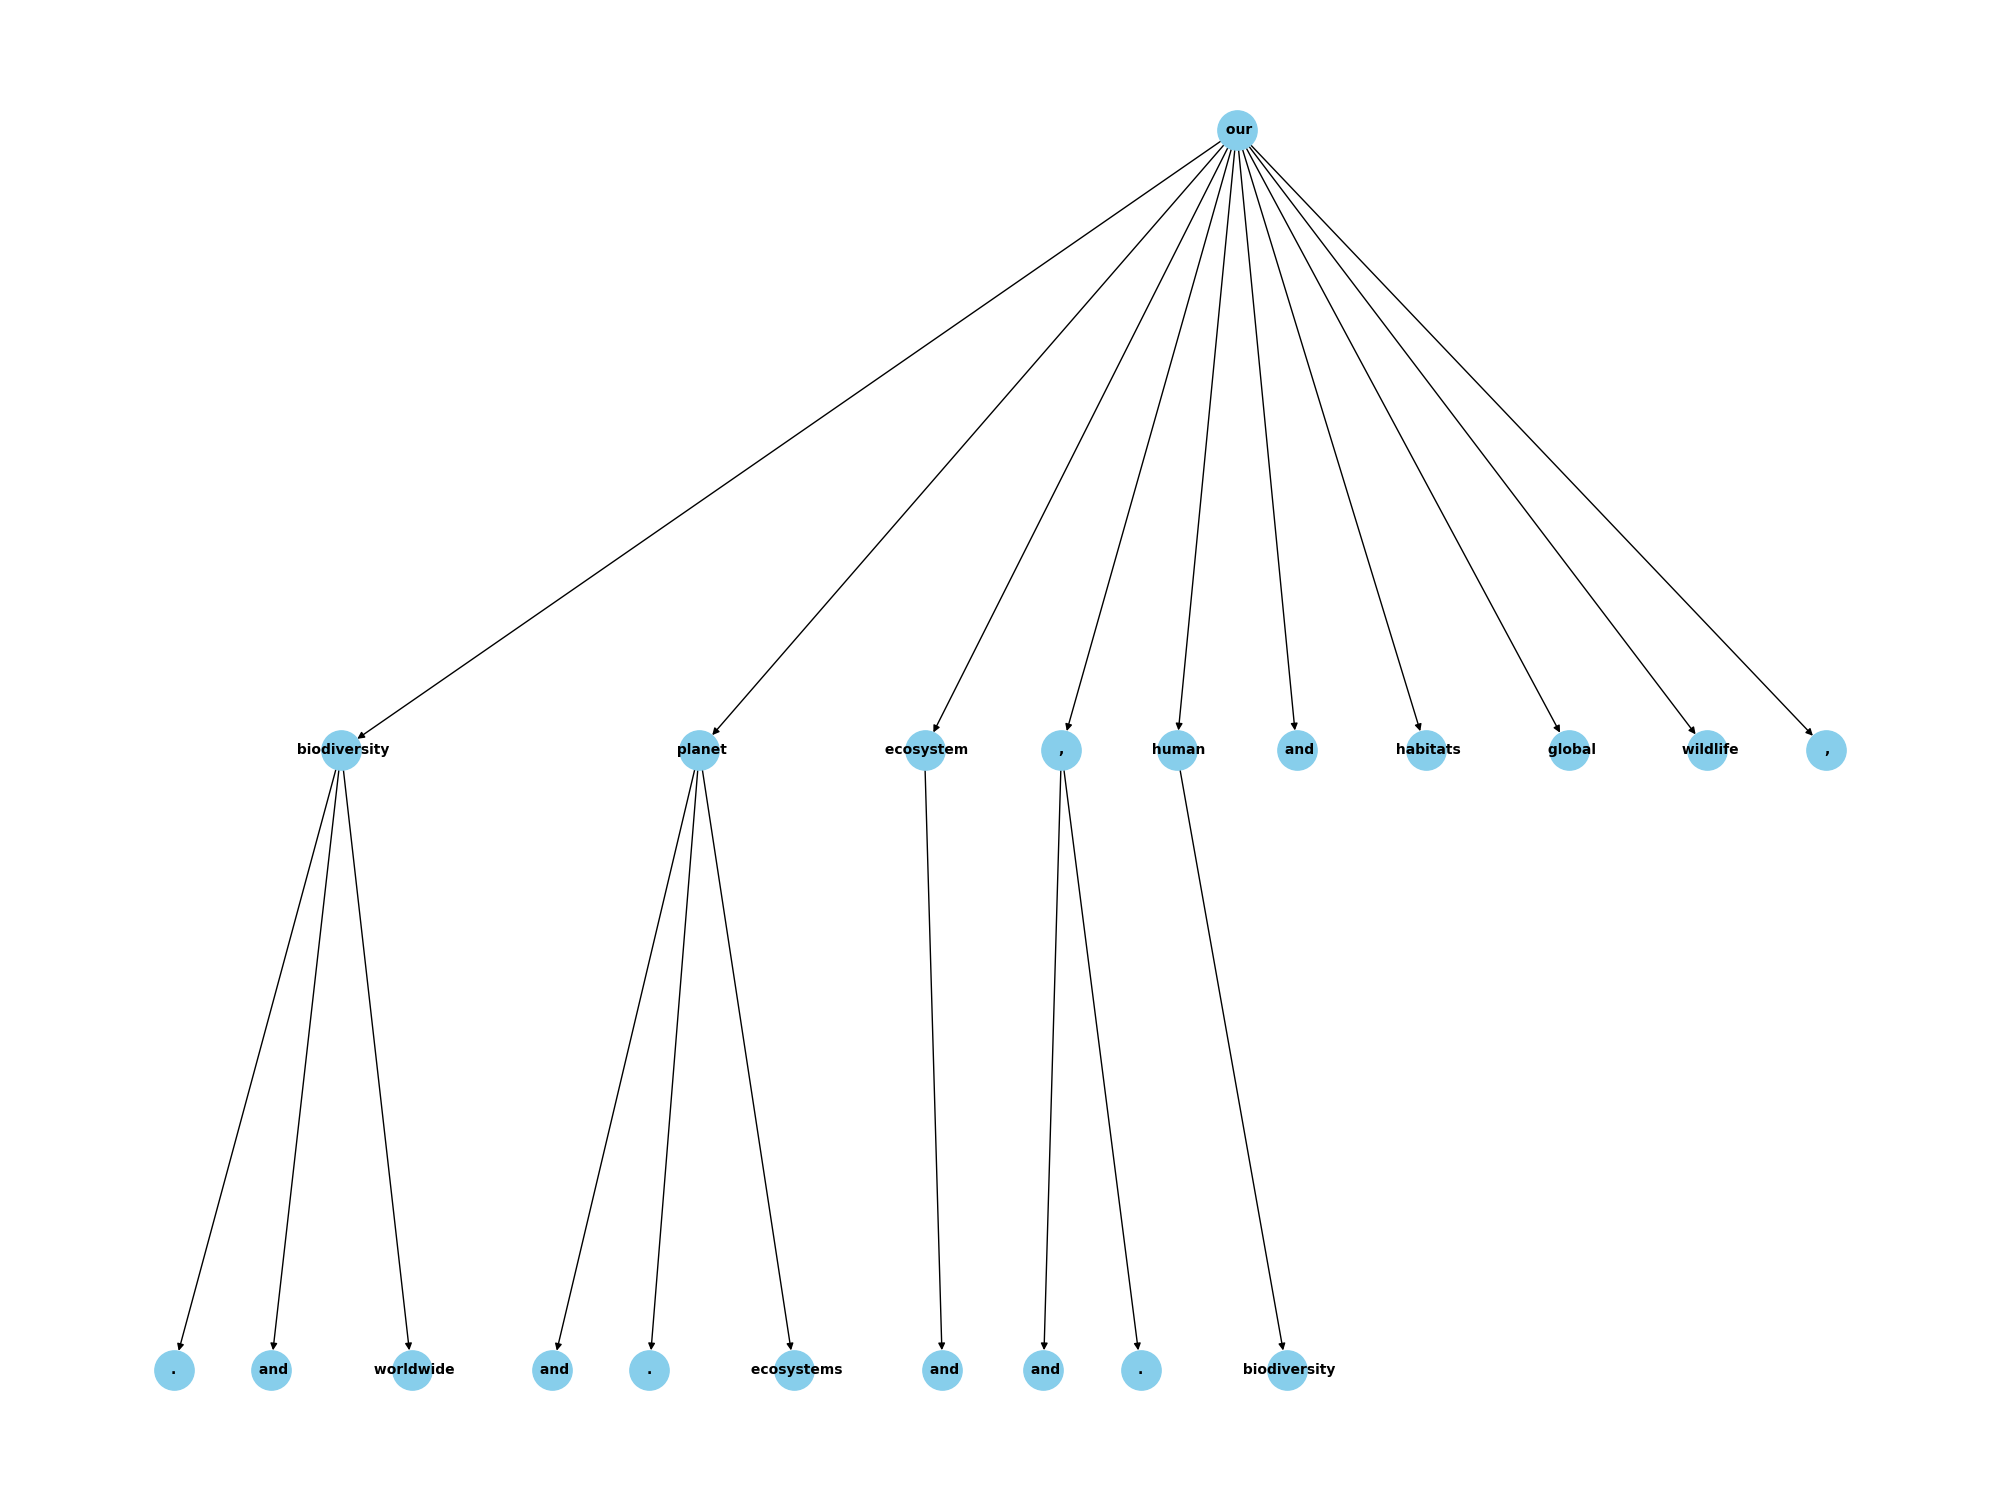 our
biodiversity planet ecosystem , human and habitats global wildlife ,
. and worldwide and . ecosystems and and . biodiversity